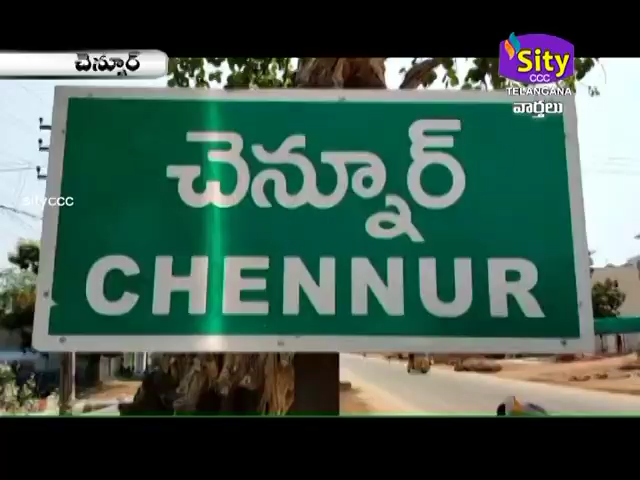 చెన్నూర్
Sity
CCC
TELANGANA
వార్తలు
చెన్నూర్
sityccc
CHENNUR